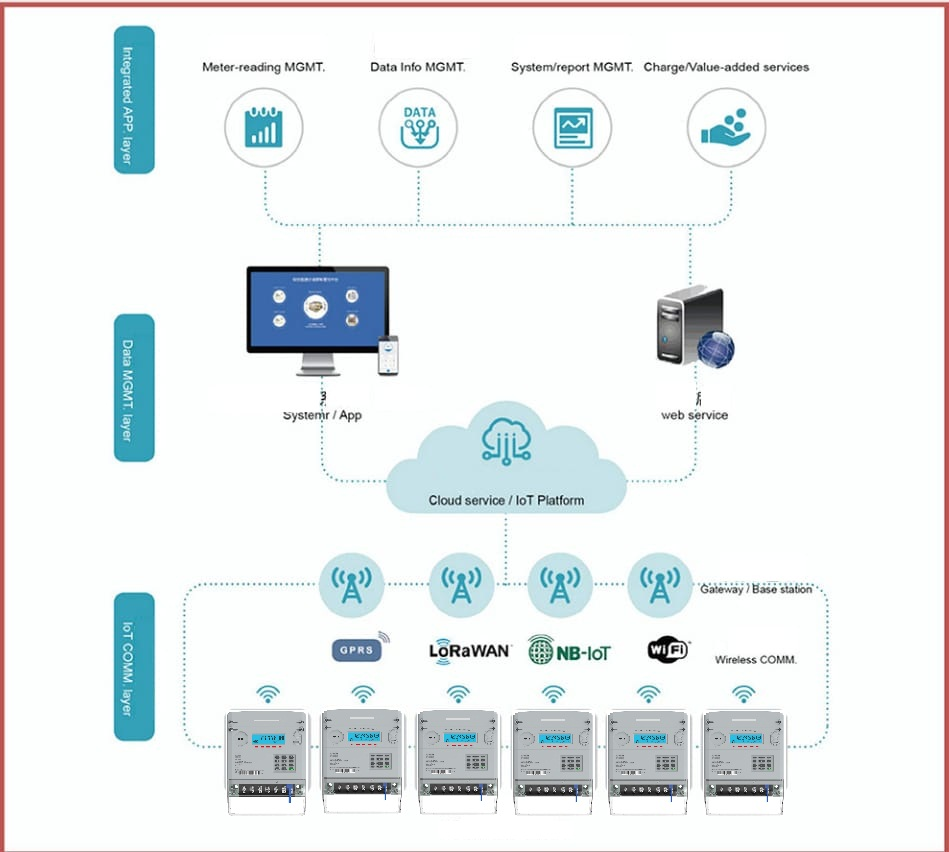 Integrated APP. layer
Meter-reading MGMT.
Data Info MGMT.
System/report MGMT.
Charge/Value-added services
DATA
Data MGMT. layer
Systemr / App
web service
Cloud service / IoT Platform
IoT COMM. layer
Gateway / Base station
GPRS
LoRaWAN
NB-IoT
WiFi
Wireless COMM.